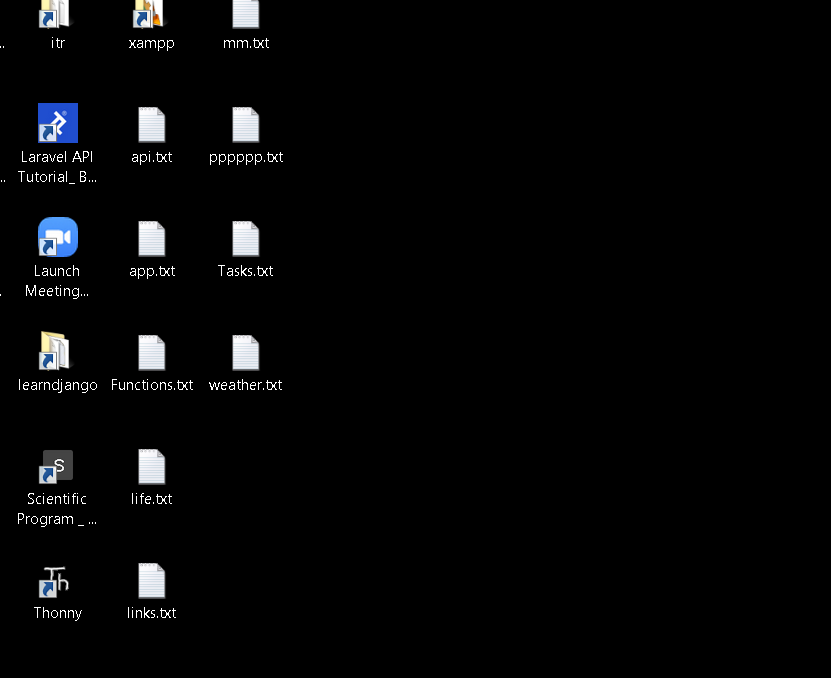 itr
xampp
mm.txt
Laravel API
Tutorial_ B...
api.txt
pppppp.txt
Launch
Meeting...
app.txt
Tasks.txt
learndjango
Functions.txt
weather.txt
S
Scientific
Program _ ...
life.txt
Th
Thonny
links.txt